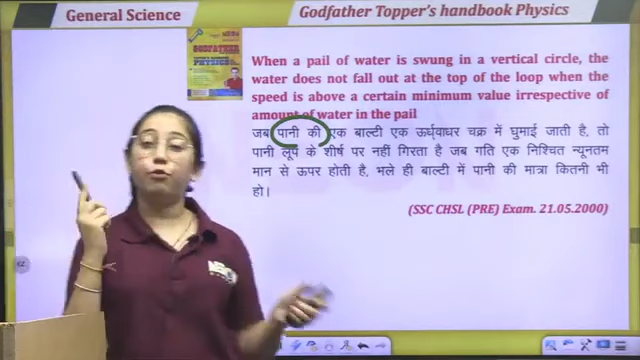 General Science
Godfather Topper's handbook Physics
When a pail of water is swung in a vertical circle, the
water does not fall out at the top of the loop when the
speed is above a certain minimum value irrespective of
amount of water in the pail
जब पानी की एक बाल्टी एक ऊर्ध्वाधर चक्र में घुमाई जाती है, तो
पानी लूप के शीर्ष पर नहीं गिरता है जब गति एक निश्चित न्यूनतम
मान से ऊपर होती है, भले ही बाल्टी में पानी की मात्रा कितनी भी
हो।
(SSC CHSL (PRE) Exam. 21.05.2000)
GODFATHER
PHYSICS
62